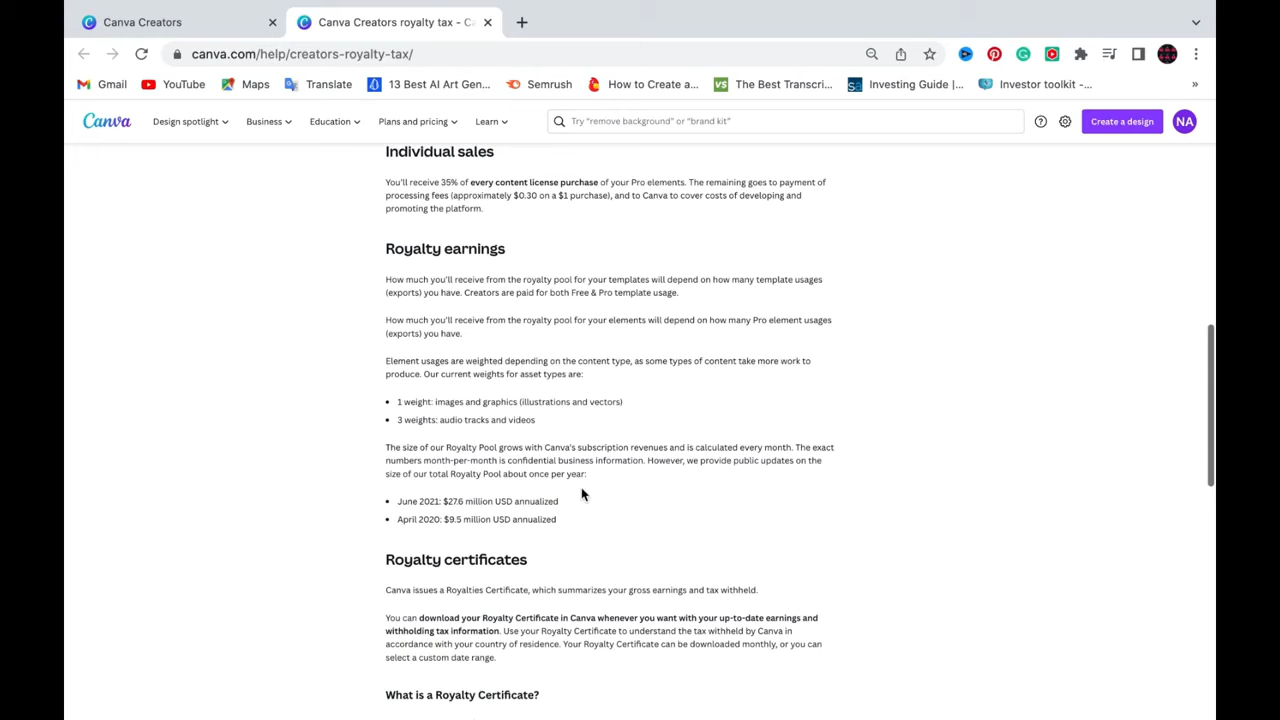 Canva Creators
Canva Creators royalty tax - C
canva.com/help/creators-royalty-tax/
Gmail
YouTube
Maps
Translate
13 Best AI Art Gen...
Semrush
How to Create a...
The Best Transcri...
Investing Guide |...
Investor toolkit -...
»
Canva
Design spotlight
Business
Education
Plans and pricing
Learn
Try “remove background” or “brand kit”
Create a design
NA
Individual sales
You'll receive 35% of every content license purchase of your Pro elements. The remaining goes to payment of
processing fees (approximately $0.30 on a $1 purchase), and to Canva to cover costs of developing and
promoting the platform.
Royalty earnings
How much you'll receive from the royalty pool for your templates will depend on how many template usages
(exports) you have. Creators are paid for both Free & Pro template usage.
How much you'll receive from the royalty pool for your elements will depend on how many Pro element usages
(exports) you have.
Element usages are weighted depending on the content type, as some types of content take more work to
produce. Our current weights for asset types are:
• 1 weight: images and graphics (illustrations and vectors)
• 3 weights: audio tracks and videos
The size of our Royalty Pool grows with Canva's subscription revenues and is calculated every month. The exact
numbers month-per-month is confidential business information. However, we provide public updates on the
size of our total Royalty Pool about once per year:
• June 2021: $27.6 million USD annualized
• April 2020: $9.5 million USD annualized
Royalty certificates
Canva issues a Royalties Certificate, which summarizes your gross earnings and tax withheld.
You can download your Royalty Certificate in Canva whenever you want with your up-to-date earnings and
withholding tax information. Use your Royalty Certificate to understand the tax withheld by Canva in
accordance with your country of residence. Your Royalty Certificate can be downloaded monthly, or you can
select a custom date range.
What is a Royalty Certificate?